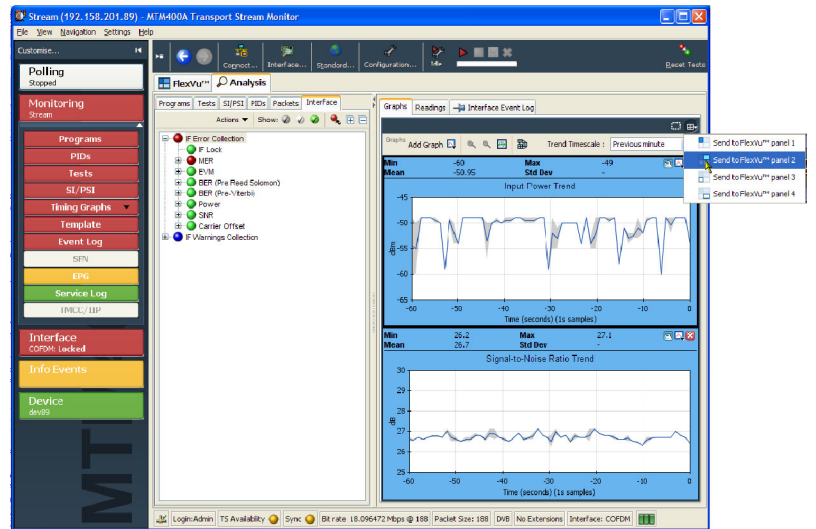 Stream (192.158.201.89) - MTM400A Transport Stream Monitor
File View Navigation Settings Help
Customise...
Connect...
Interface...
Standard...
Configuration...
Reset Tests
Polling
Stopped
FlexVu™ Analysis
Monitoring
Stream
Programs Tests SI/PSI PIDs Packets Interface
Graphs Readings Interface Event Log
Actions Show:
Programs
PIDs
Tests
SI/PSI
Timing Graphs
Template
Event Log
SFN
EPG
Service Log
TMCC/IIP
Interface
COFDM: Locked
Info Events
Device
dev89
MT
IF Error Collection
IF Lock
MER
EVM
BER (Pre Reed Solomon)
BER (Pre-Viterbi)
Power
SNR
Carrier Offset
IF Warnings Collection
Graphs Add Graph Trend Timescale : Previous minute
Send to FlexVu™ panel 1
Send to FlexVu™ panel 2
Send to FlexVu™ panel 3
Send to FlexVu™ panel 4
Min -60 Max -49
Mean -50.95 Std Dev -
Input Power Trend
-45
-50
-55
-60
-65
dBm
-60 -50 -40 -30 -20 -10 0
Time (seconds) (1s samples)
Min 26.2 Max 27.1
Mean 26.7 Std Dev -
Signal-to-Noise Ratio Trend
30
29
28
27
26
25
dB
-60 -50 -40 -30 -20 -10 0
Time (seconds) (1s samples)
Login:Admin TS Availablity Sync Bit rate 18.096472 Mbps @ 188 Packet Size: 188 DVB No Extensions Interface: COFDM